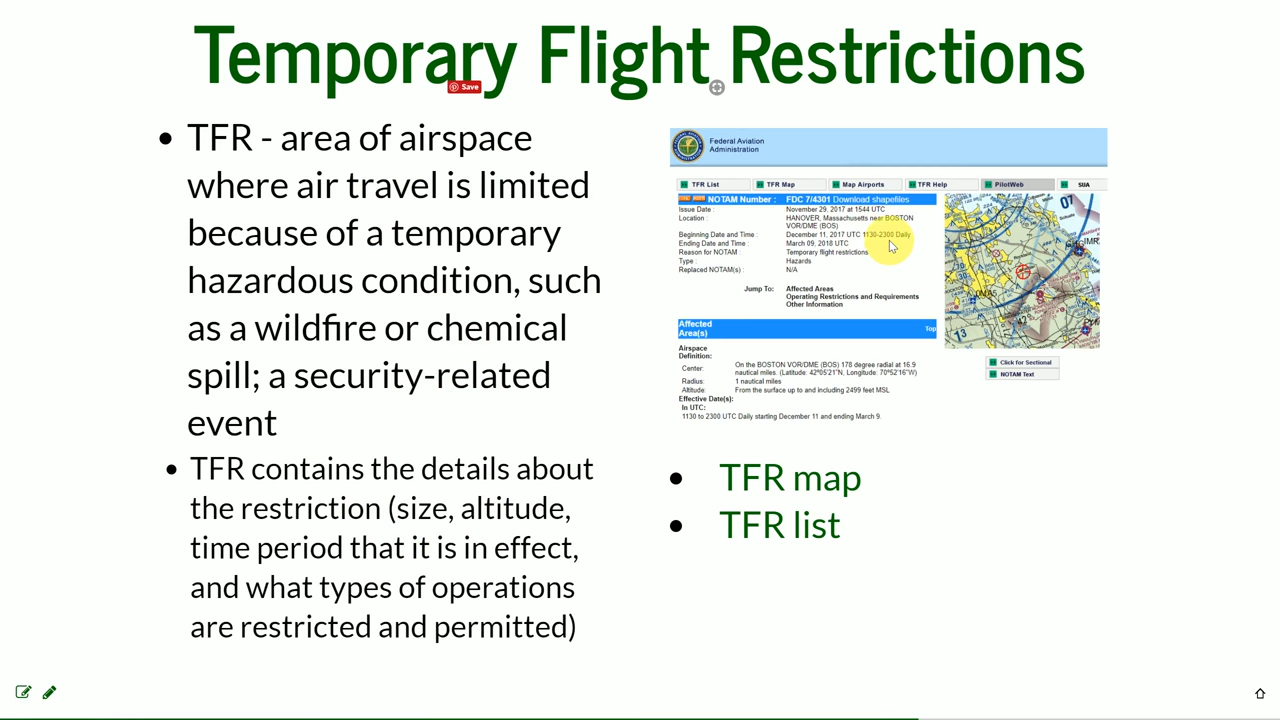 Temporary Flight Restrictions
Save
• TFR - area of airspace
where air travel is limited
because of a temporary
hazardous condition, such
as a wildfire or chemical
spill; a security-related
event
• TFR contains the details about
the restriction (size, altitude,
time period that it is in effect,
and what types of operations
are restricted and permitted)
Federal Aviation
Administration
TFR List TFR Map Map Airports TFR Help PilotWeb SUA
NOTAM Number : FDC 7/4301 Download shapefiles
Issue Date : November 29, 2017 at 1544 UTC
Location : HANOVER, Massachusetts near BOSTON
VOR/DME (BOS)
Beginning Date and Time : December 11, 2017 UTC 1130-2300 Daily
Ending Date and Time : March 09, 2018 UTC
Reason for NOTAM : Temporary flight restrictions
Type : Hazards
Replaced NOTAM(s) : N/A
Jump To: Affected Areas
Operating Restrictions and Requirements
Other Information
Affected
Area(s) Top
Airspace
Definition:
Center: On the BOSTON VOR/DME (BOS) 178 degree radial at 16.9
nautical miles. (Latitude: 42º05'21"N, Longitude: 70º52'16"W)
Radius: 1 nautical miles
Altitude: From the surface up to and including 2499 feet MSL
Effective Date(s):
In UTC:
1130 to 2300 UTC Daily starting December 11 and ending March 9.
07
13
Click for Sectional
NOTAM Text
• TFR map
• TFR list